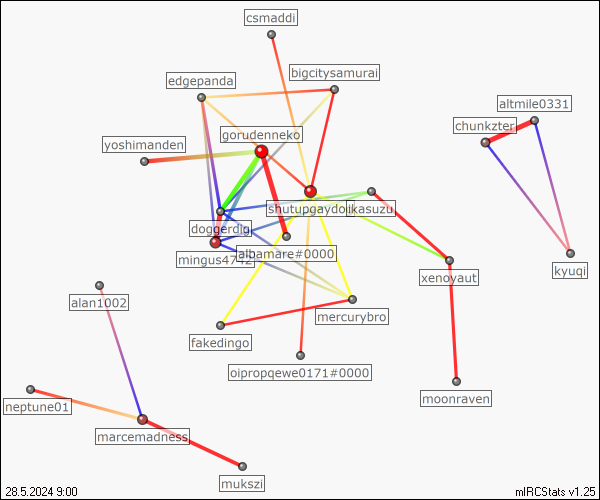 csmaddi
bigcitysamurai
edgepanda
altmile0331
chunkzter
gorudenneko
yoshimanden
shutupgaydolf
ikasuzu
doggerdig
albamare#0000
mingus4742
xenoyaut
kyuqi
alan1002
mercurybro
fakedingo
oipropqewe0171#0000
moonraven
neptune01
marcemadness
mukszi
28.5.2024 9:00
mIRCStats v1.25